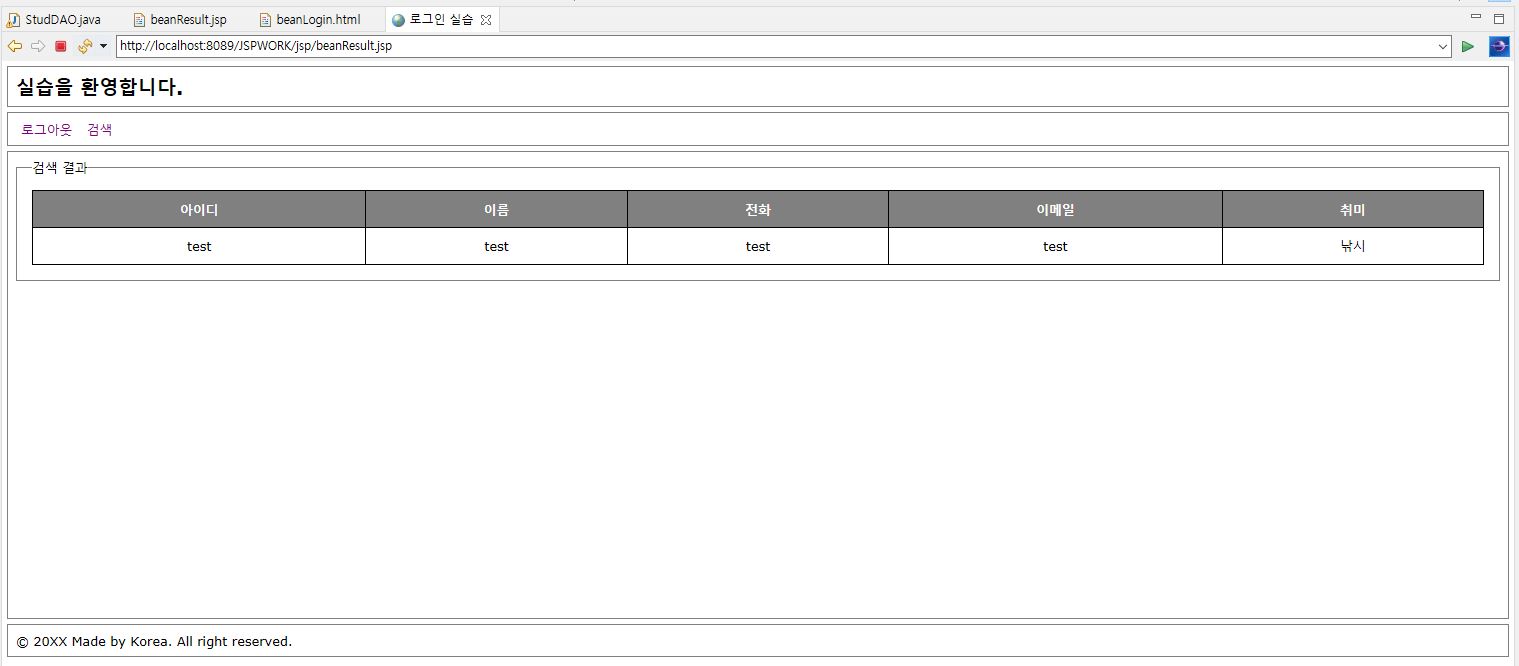 StudDAO.java beanResult.jsp beanLogin.html 로그인 실습
http://localhost:8089/JSPWORK/jsp/beanResult.jsp
실습을 환영합니다.
로그아웃 검색
검색 결과
아이디 이름 전화 이메일 취미
test test test test 낚시
© 20XX Made by Korea. All right reserved.